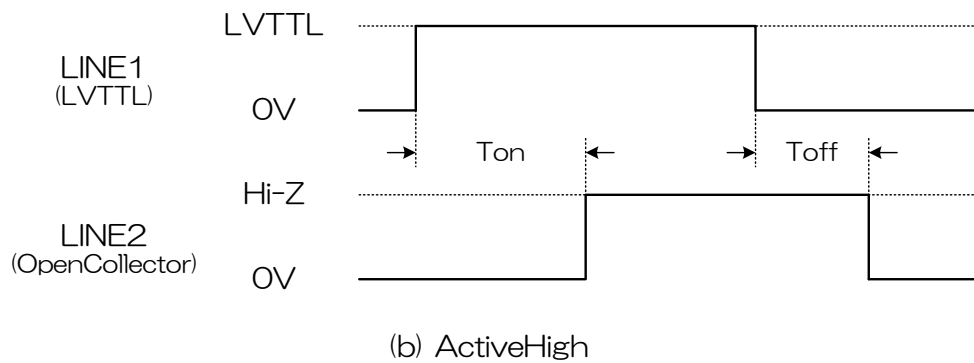 LVTTL
LINE1
(LVTTL)
0V
Ton
Toff
Hi-Z
LINE2
(OpenCollector)
0V
(b) ActiveHigh